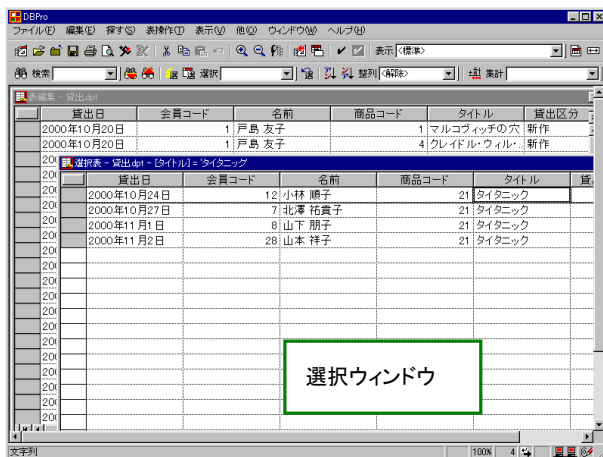 DBPro
ファイル(F) 編集(E) 探す(S) 表操作(T) 表示(V) 他(O) ウィンドウ(W) ヘルプ(H)
表示 <標準>
検索 選択 整列 <解除> 集計
表編集 - 貸出.dpt
貸出日 会員コード 名前 商品コード タイトル 貸出区分
2000年10月20日 1 戸島 友子 1 マルコヴィッチの穴 新作
2000年10月20日 1 戸島 友子 4 クレイドル・ウィル・.. 新作
選択表 - 貸出.dpt - [タイトル] = 'タイタニック'
貸出日 会員コード 名前 商品コード タイトル 貸
2000年10月24日 12 小林 順子 21 タイタニック
2000年10月27日 7 北澤 祐貴子 21 タイタニック
2000年11月1日 8 山下 朋子 21 タイタニック
2000年11月2日 28 山本 祥子 21 タイタニック
選択ウィンドウ
文字列 100% 4